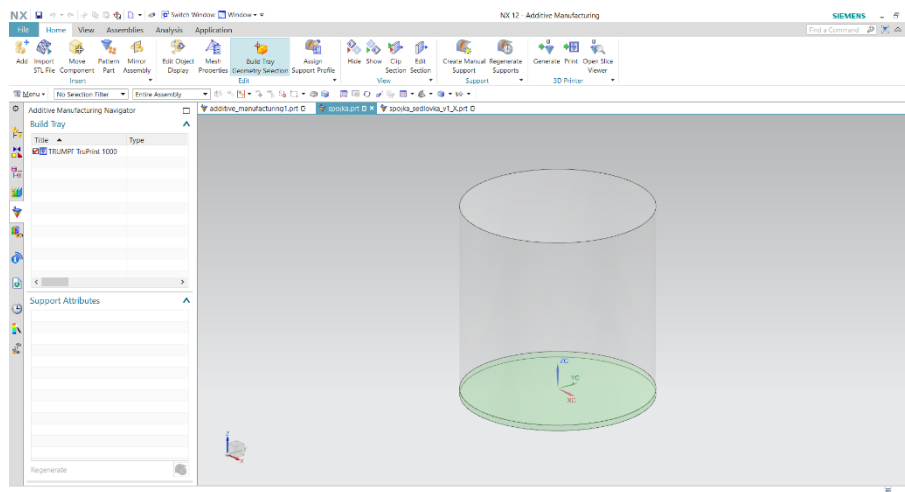 NX
Switch Window
Window
NX 12 - Additive Manufacturing
SIEMENS
File Home View Assemblies Analysis Application
Find a Command
Add Import STL File Move Component Pattern Part Mirror Assembly Edit Object Display Mesh Properties Build Tray Geometry Selection Assign Support Profile Hide Show Clip Section Edit Section Create Manual Support Regenerate Supports Generate Print Open Slice Viewer
Insert Edit View Support 3D Printer
Menu No Selection Filter Entire Assembly
Additive Manufacturing Navigator
additive_manufacturing1.prt spojka.prt spojka_sedlovka_v1_X.prt
Build Tray
Title Type
TRUMPF TruPrint 1000
Support Attributes
ZC
YC
XC
Z
X
Regenerate